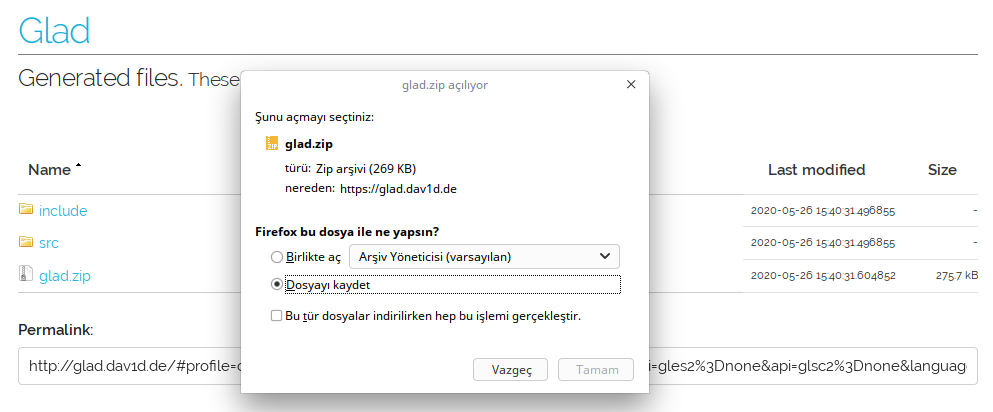 Glad
Generated files. These
glad.zip açılıyor
Şunu açmayı seçtiniz:
glad.zip
türü: Zip arşivi (269 KB)
nereden: https://glad.dav1d.de
Firefox bu dosya ile ne yapsın?
Birlikte aç Arşiv Yöneticisi (varsayılan)
Dosyayı kaydet
Bu tür dosyalar indirilirken hep bu işlemi gerçekleştir.
Vazgeç Tamam
Name Last modified Size
include 2020-05-26 15:40:31.496855 -
src 2020-05-26 15:40:31.496855 -
glad.zip 2020-05-26 15:40:31.604852 275.7 kB
Permalink:
http://glad.dav1d.de/#profile= i=gles2%3Dnone&api=glsc2%3Dnone&languag